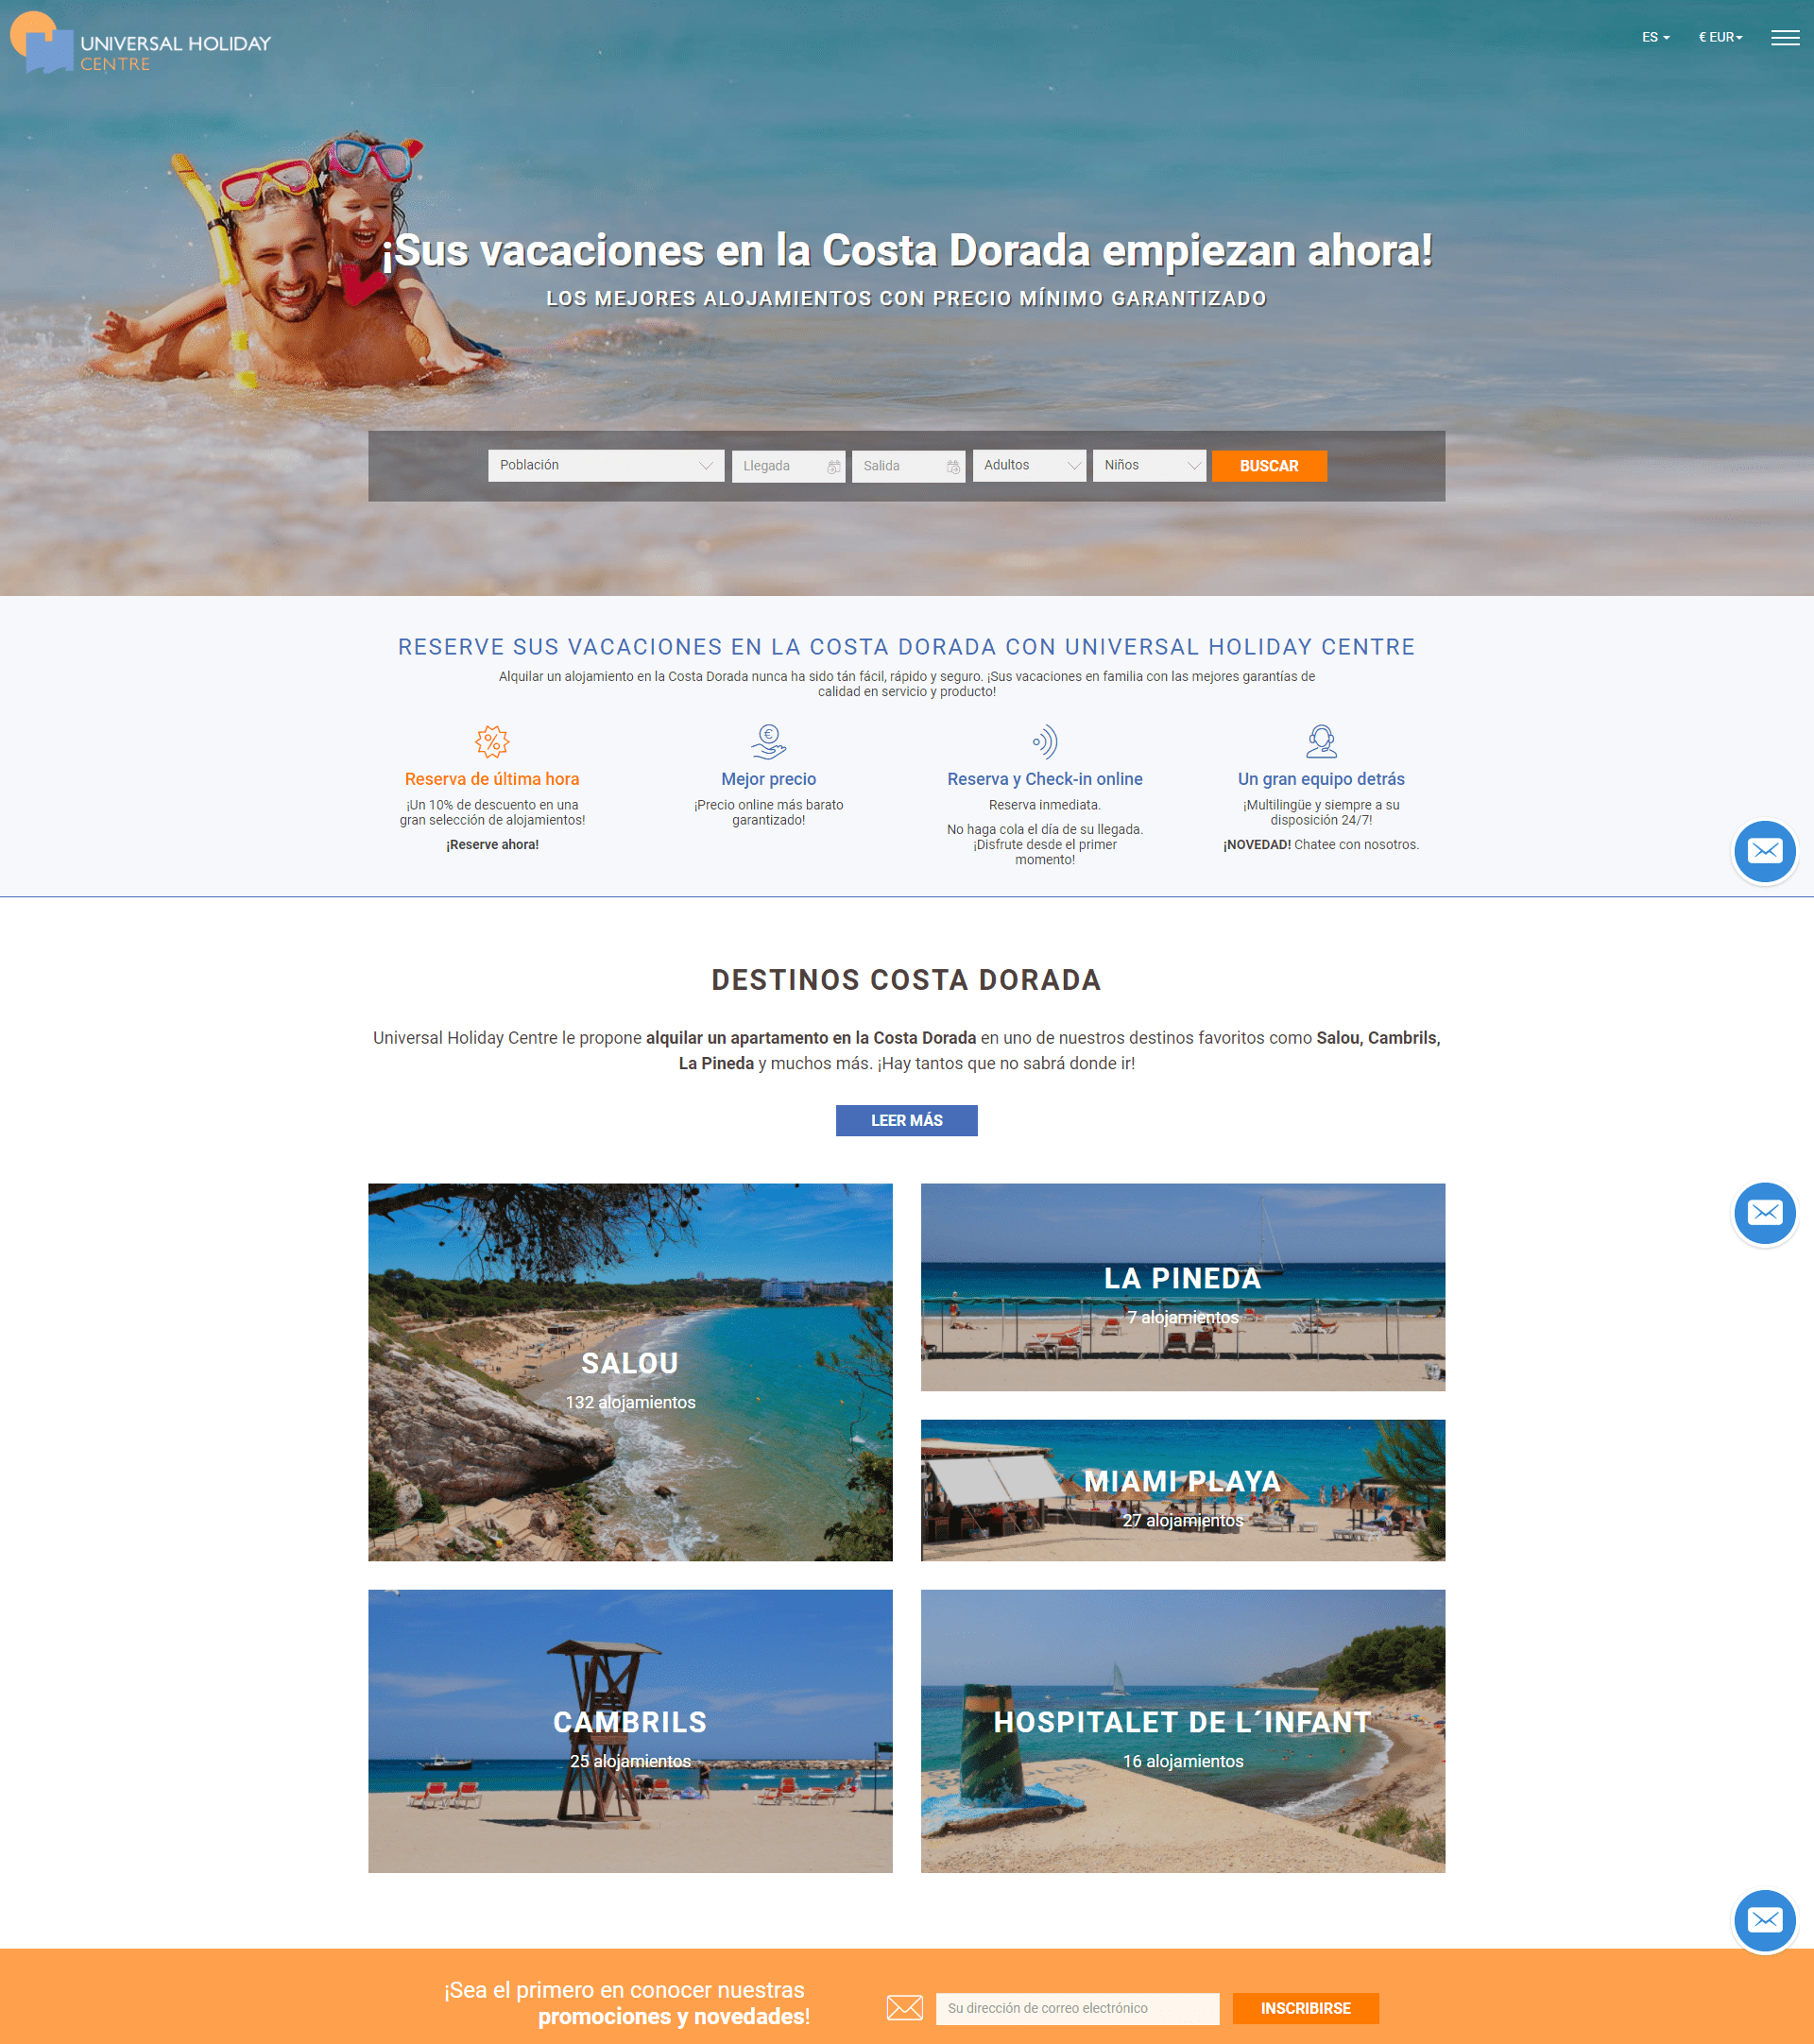 UNIVERSAL HOLIDAY
CENTRE
ES
€ EUR
¡Sus vacaciones en la Costa Dorada empiezan ahora!
LOS MEJORES ALOJAMIENTOS CON PRECIO MÍNIMO GARANTIZADO
Población
Llegada
Salida
Adultos
Niños
BUSCAR
RESERVE SUS VACACIONES EN LA COSTA DORADA CON UNIVERSAL HOLIDAY CENTRE
Alquilar un alojamiento en la Costa Dorada nunca ha sido tán fácil, rápido y seguro. ¡Sus vacaciones en familia con las mejores garantías de
calidad en servicio y producto!
Reserva de última hora
¡Un 10% de descuento en una
gran selección de alojamientos!
¡Reserve ahora!
Mejor precio
¡Precio online más barato
garantizado!
Reserva y Check-in online
Reserva inmediata.
No haga cola el día de su llegada.
¡Disfrute desde el primer
momento!
Un gran equipo detrás
¡Multilingüe y siempre a su
disposición 24/7!
¡NOVEDAD! Chatee con nosotros.
DESTINOS COSTA DORADA
Universal Holiday Centre le propone alquilar un apartamento en la Costa Dorada en uno de nuestros destinos favoritos como Salou, Cambrils,
La Pineda y muchos más. ¡Hay tantos que no sabrá donde ir!
LEER MÁS
SALOU
132 alojamientos
LA PINEDA
7 alojamientos
MIAMI PLAYA
27 alojamientos
CAMBRILS
25 alojamientos
HOSPITALET DE L´INFANT
16 alojamientos
¡Sea el primero en conocer nuestras
promociones y novedades!
Su dirección de correo electrónico
INSCRIBIRSE